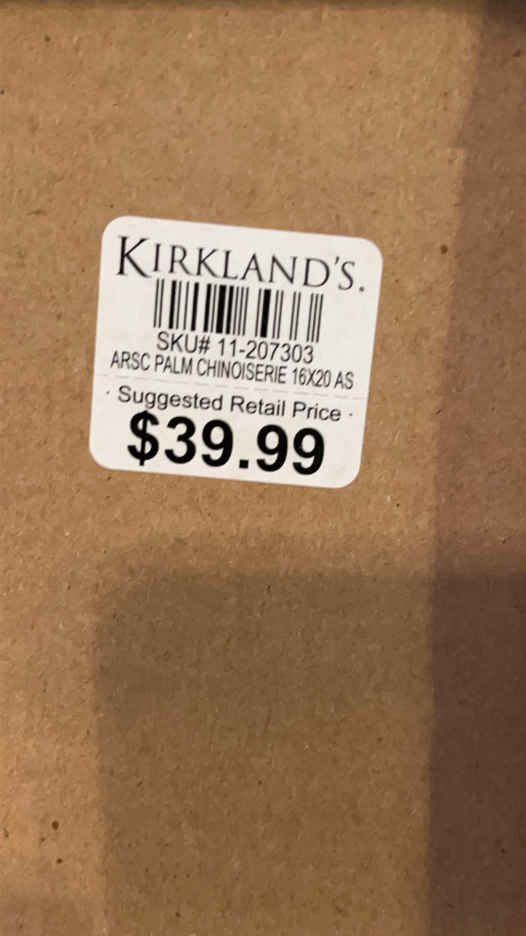 KIRKLAND'S.
SKU# 11-207303
ARSC PALM CHINOISERIE 16X20 AS
· Suggested Retail Price ·
$39.99